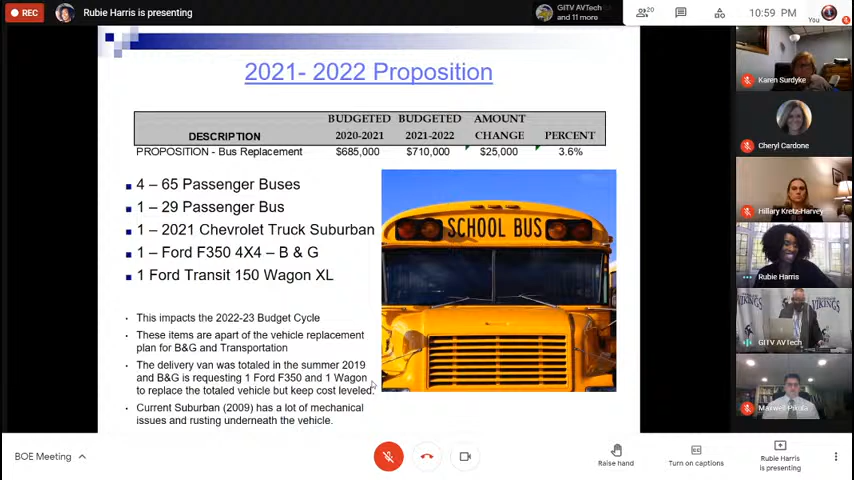 REC
Rubie Harris is presenting
GITV AVTech
and 11 more
20
10:59 PM
You
2021- 2022 Proposition
BUDGETED BUDGETED AMOUNT
DESCRIPTION 2020-2021 2021-2022 CHANGE PERCENT
PROPOSITION - Bus Replacement $685,000 $710,000 $25,000 3.6%
4 – 65 Passenger Buses
1 – 29 Passenger Bus
1 – 2021 Chevrolet Truck Suburban
1 – Ford F350 4X4 – B & G
1 Ford Transit 150 Wagon XL
This impacts the 2022-23 Budget Cycle
These items are apart of the vehicle replacement
plan for B&G and Transportation
The delivery van was totaled in the summer 2019
and B&G is requesting 1 Ford F350 and 1 Wagon
to replace the totaled vehicle but keep cost leveled.
Current Suburban (2009) has a lot of mechanical
issues and rusting underneath the vehicle.
SCHOOL BUS
Karen Surdyke
Cheryl Cardone
Hillary Kretz-Harvey
Rubie Harris
VIKINGS
GITV AVTech
BOE Meeting
Raise hand
Turn on captions
Rubie Harris
is presenting